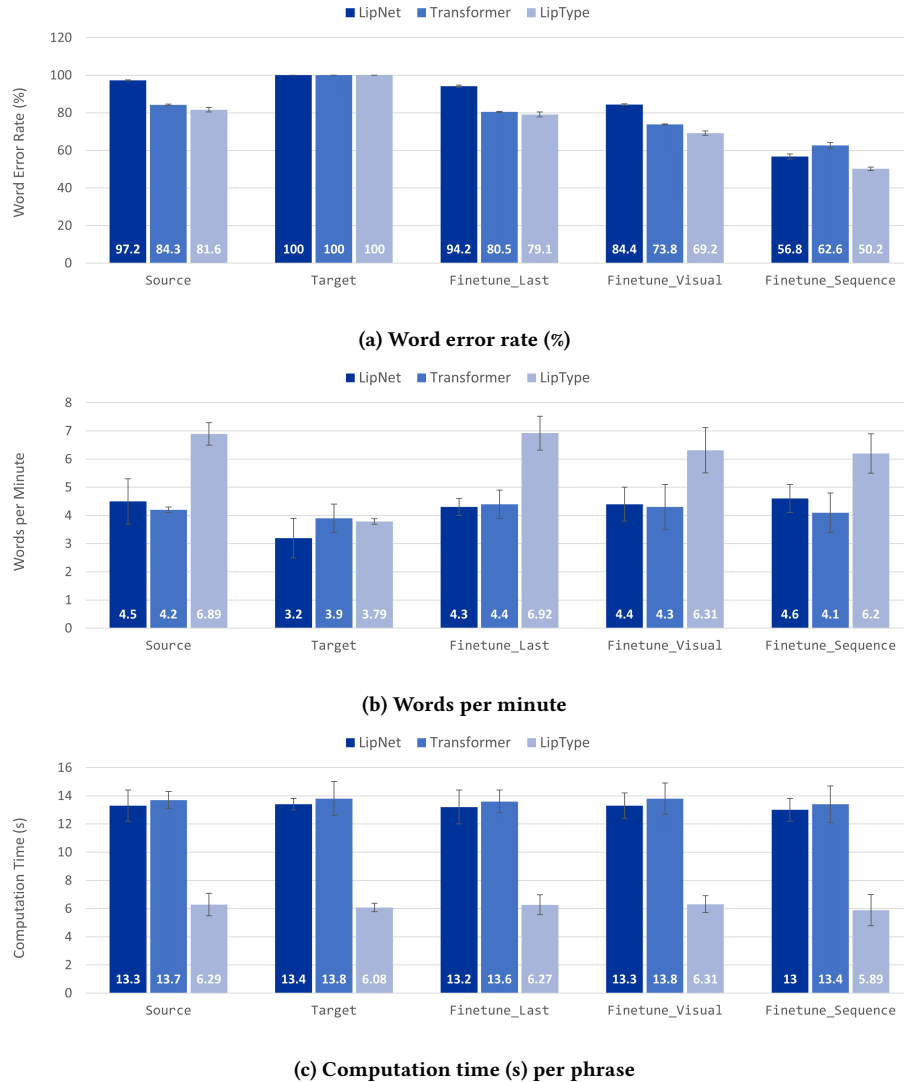 LipNet Transformer LipType
120
100
80
60
40
20
0
Word Error Rate (%)
97.2 84.3 81.6 100 100 100 94.2 80.5 79.1 84.4 73.8 69.2 56.8 62.6 50.2
Source Target Finetune_Last Finetune_Visual Finetune_Sequence
(a) Word error rate (%)
LipNet Transformer LipType
8
7
6
5
4
3
2
1
0
Words per Minute
4.5 4.2 6.89 3.2 3.9 3.79 4.3 4.4 6.92 4.4 4.3 6.31 4.6 4.1 6.2
Source Target Finetune_Last Finetune_Visual Finetune_Sequence
(b) Words per minute
LipNet Transformer LipType
16
14
12
10
8
6
4
2
0
Computation Time (s)
13.3 13.7 6.29 13.4 13.8 6.08 13.2 13.6 6.27 13.3 13.8 6.31 13 13.4 5.89
Source Target Finetune_Last Finetune_Visual Finetune_Sequence
(c) Computation time (s) per phrase